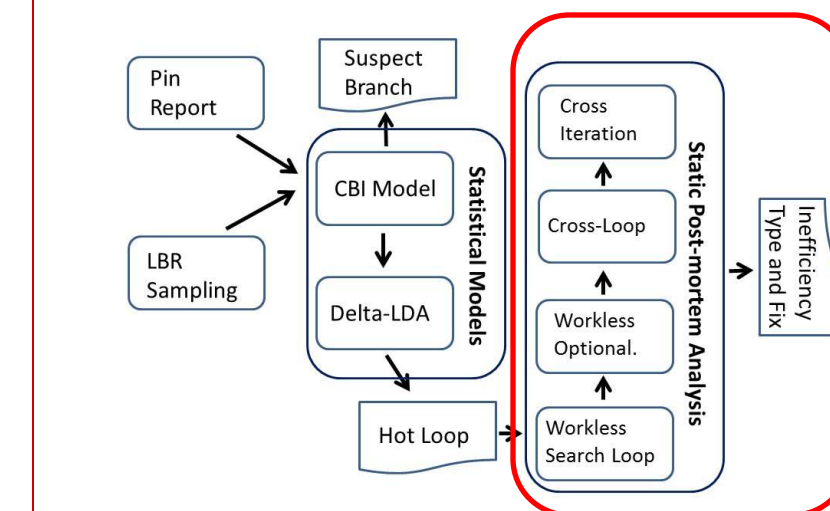 Pin
Report
LBR
Sampling
Suspect
Branch
CBI Model
Delta-LDA
Statistical Models
Hot Loop
Cross
Iteration
Cross-Loop
Workless
Optional.
Workless
Search Loop
Static Post-mortem Analysis
Inefficiency
Type and Fix